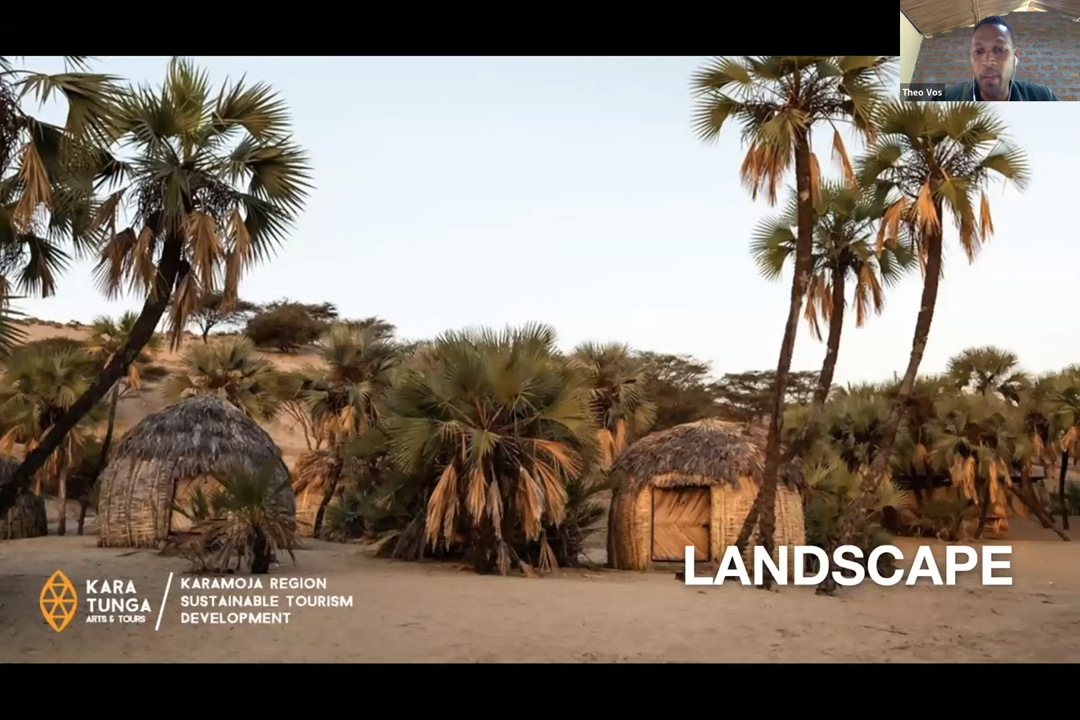 Theo Vos
LANDSCAPE
KARA
TUNGA
ARTS & TOURS
KARAMOJA REGION
SUSTAINABLE TOURISM
DEVELOPMENT